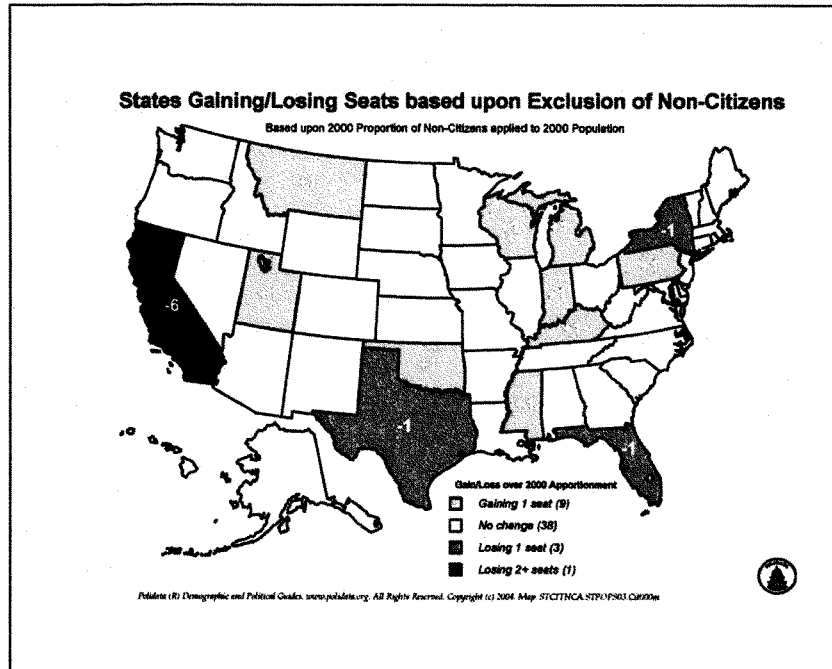 States Gaining/Losing Seats based upon Exclusion of Non-Citizens
Based upon 2000 Proportion of Non-Citizens applied to 2000 Population
-1
-6
-1
-1
Gain/Loss over 2000 Apportionment
Gaining 1 seat (9)
No change (38)
Losing 1 seat (3)
Losing 2+ seats (1)
Polidata (R) Demographic and Political Guides. www.polidata.org. All Rights Reserved. Copyright (c) 2004. Map